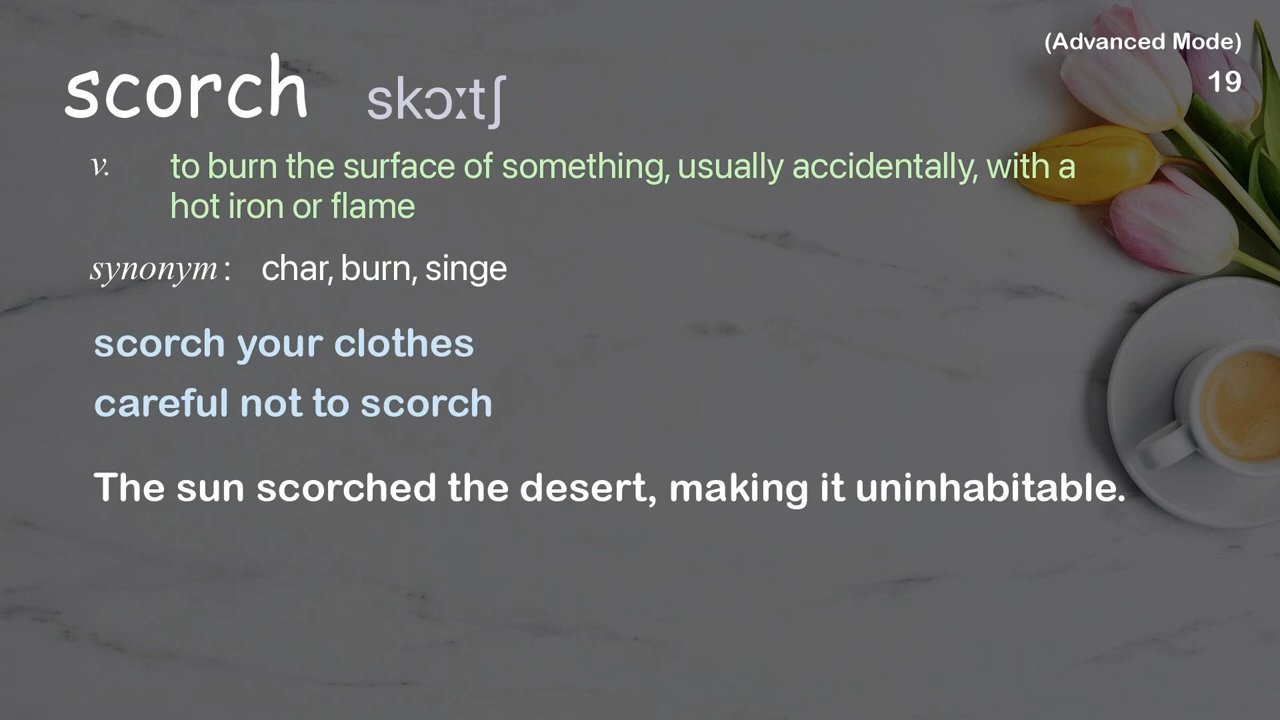 (Advanced Mode)
19
scorch skɔːtʃ
v. to burn the surface of something, usually accidentally, with a
hot iron or flame
synonym : char, burn, singe
scorch your clothes
careful not to scorch
The sun scorched the desert, making it uninhabitable.